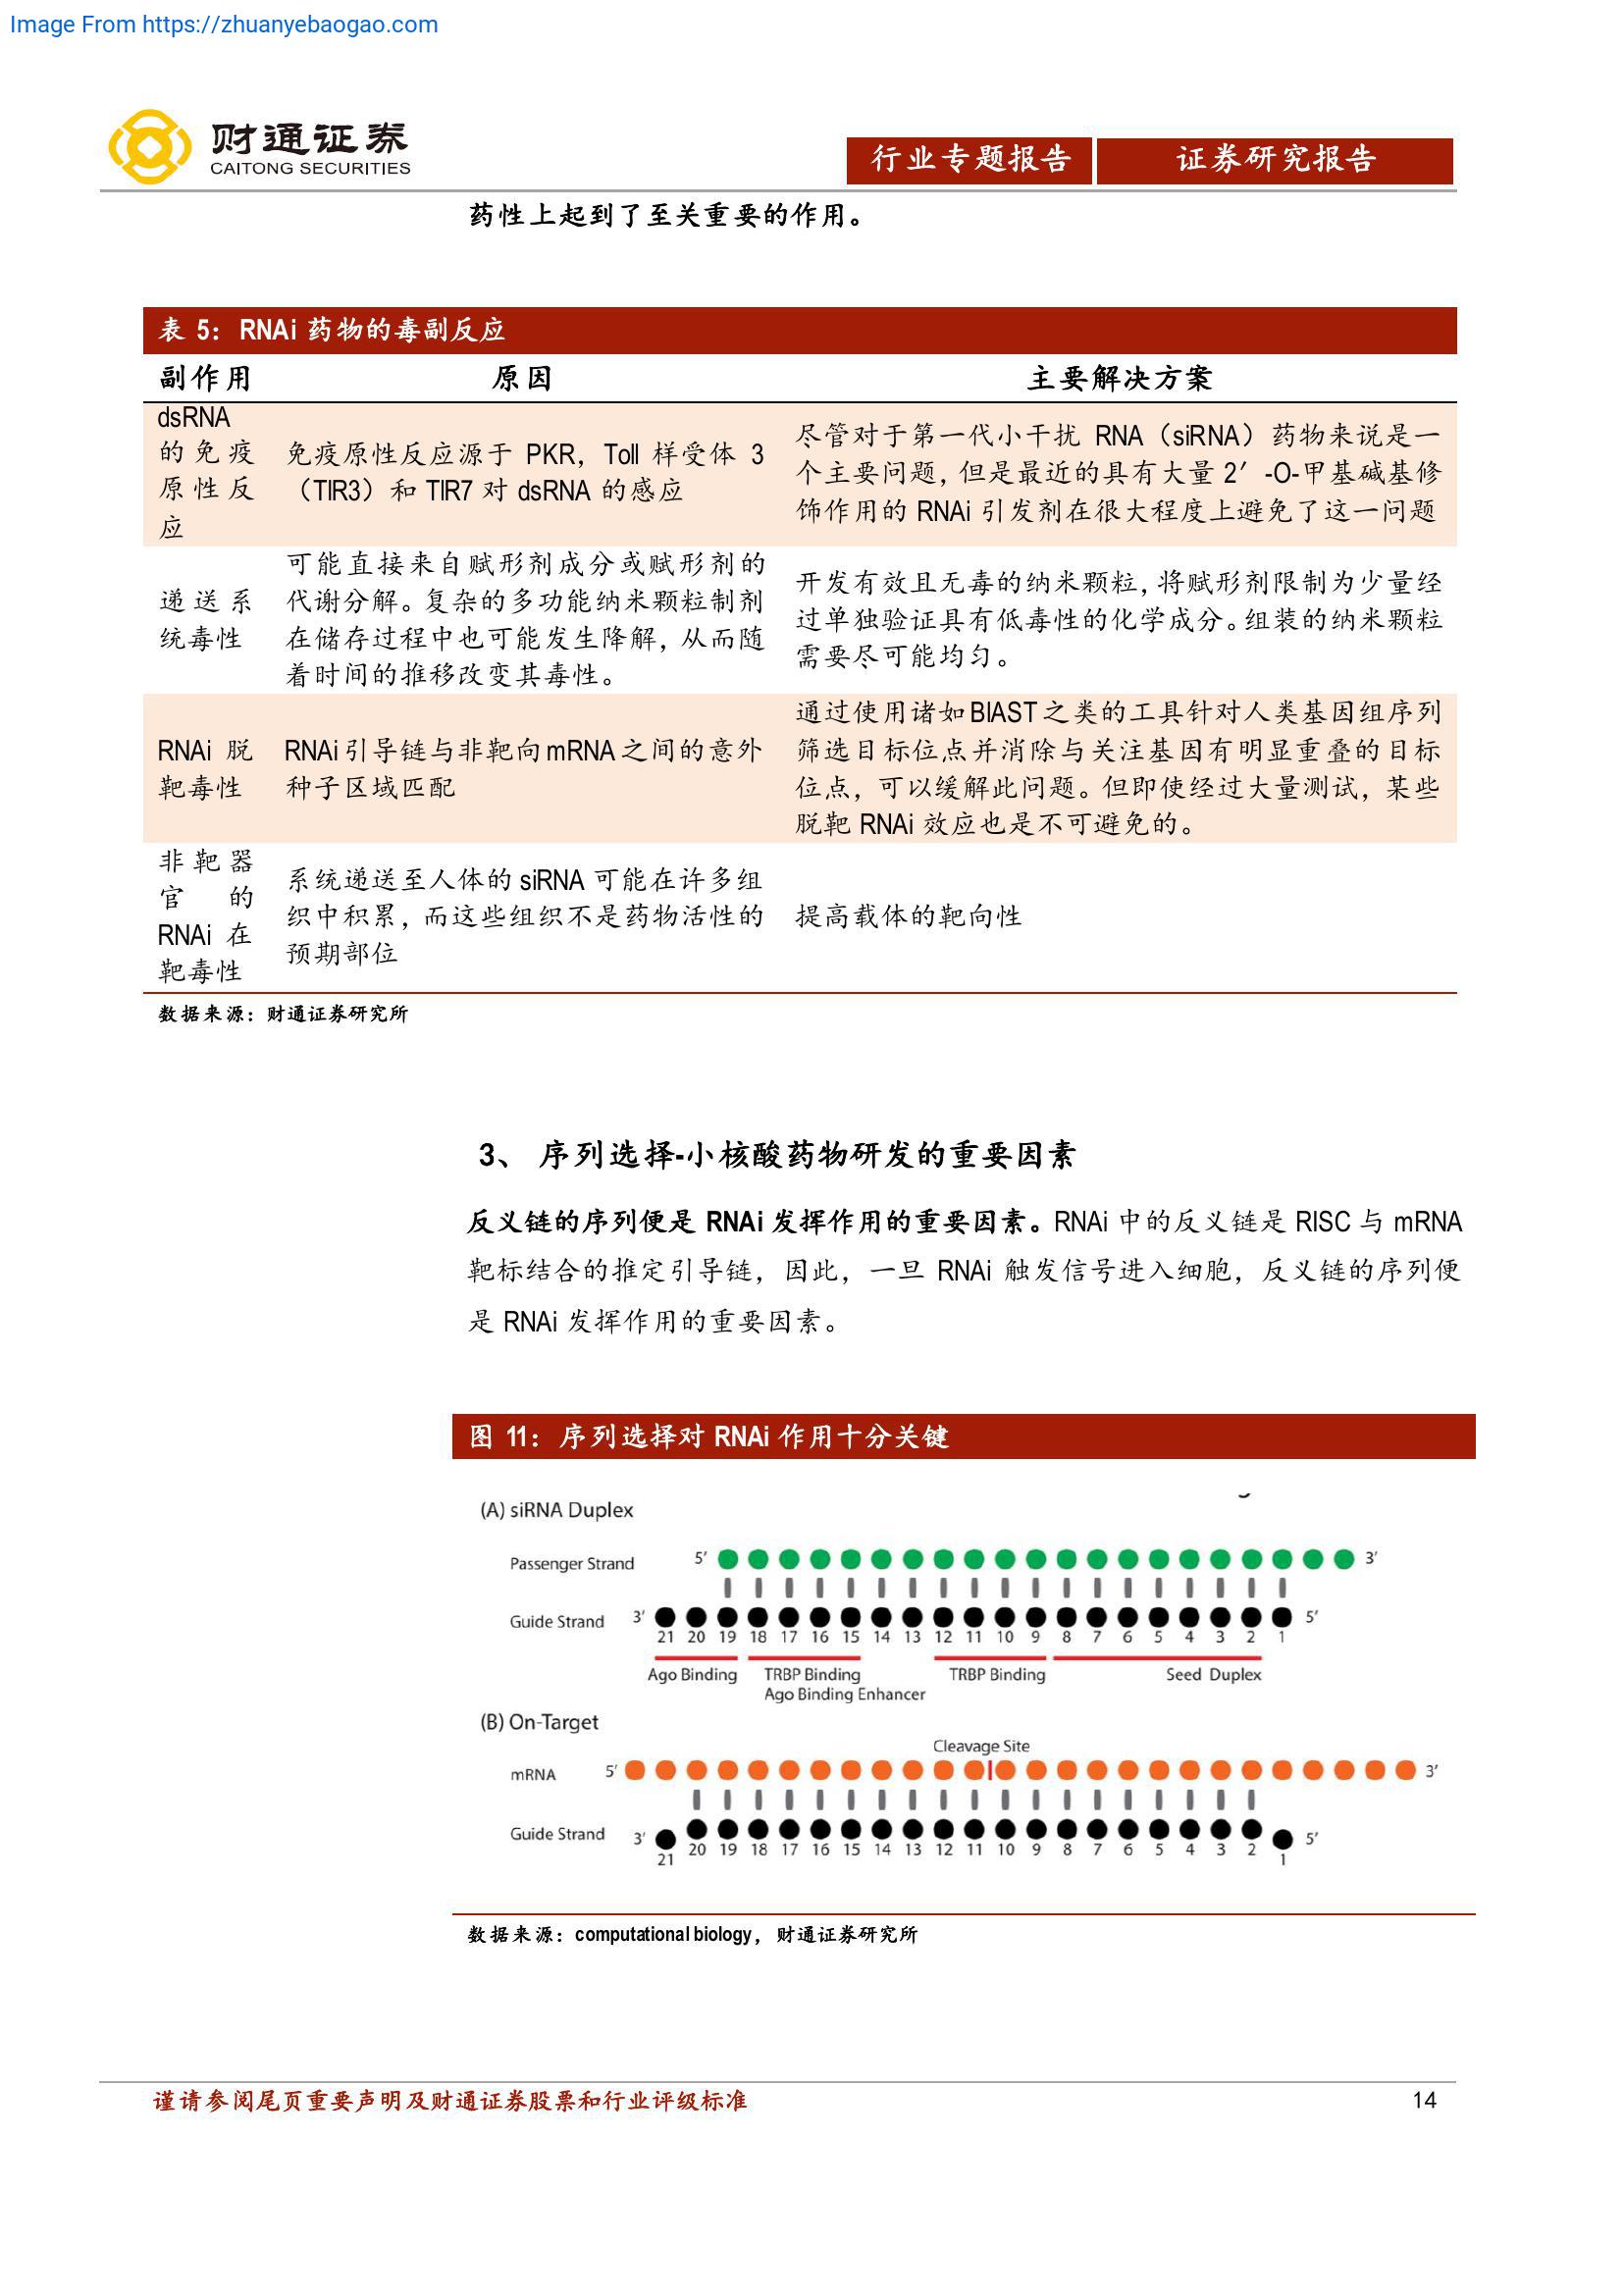 Image From https://zhuanyebaogao.com
财通证券
CAITONG SECURITIES
行业专题报告
证券研究报告
药性上起到了至关重要的作用。
表 5：RNAi 药物的毒副反应
副作用 原因 主要解决方案
dsRNA
的免疫
原性反
应
免疫原性反应源于 PKR，Toll 样受体 3
（TlR3）和 TlR7 对 dsRNA 的感应
尽管对于第一代小干扰 RNA（siRNA）药物来说是一
个主要问题，但是最近的具有大量 2′-O-甲基碱基修
饰作用的 RNAi 引发剂在很大程度上避免了这一问题
递送系
统毒性
可能直接来自赋形剂成分或赋形剂的
代谢分解。复杂的多功能纳米颗粒制剂
在储存过程中也可能发生降解，从而随
着时间的推移改变其毒性。
开发有效且无毒的纳米颗粒，将赋形剂限制为少量经
过单独验证具有低毒性的化学成分。组装的纳米颗粒
需要尽可能均匀。
RNAi 脱
靶毒性
RNAi 引导链与非靶向 mRNA 之间的意外
种子区域匹配
通过使用诸如 BlAST 之类的工具针对人类基因组序列
筛选目标位点并消除与关注基因有明显重叠的目标
位点，可以缓解此问题。但即使经过大量测试，某些
脱靶 RNAi 效应也是不可避免的。
非靶器
官 的
RNAi 在
靶毒性
系统递送至人体的 siRNA 可能在许多组
织中积累，而这些组织不是药物活性的
预期部位
提高载体的靶向性
数据来源：财通证券研究所
3、 序列选择-小核酸药物研发的重要因素
反义链的序列便是 RNAi 发挥作用的重要因素。RNAi 中的反义链是 RISC 与 mRNA
靶标结合的推定引导链，因此，一旦 RNAi 触发信号进入细胞，反义链的序列便
是 RNAi 发挥作用的重要因素。
图 11：序列选择对 RNAi 作用十分关键
(A) siRNA Duplex
Passenger Strand 5′ 3′
Guide Strand 3′ 5′
21 20 19 18 17 16 15 14 13 12 11 10 9 8 7 6 5 4 3 2 1
Ago Binding TRBP Binding TRBP Binding Seed Duplex
Ago Binding Enhancer
(B) On-Target
Cleavage Site
mRNA 5′ 3′
Guide Strand 3′ 5′
21 20 19 18 17 16 15 14 13 12 11 10 9 8 7 6 5 4 3 2 1
数据来源：computational biology，财通证券研究所
谨请参阅尾页重要声明及财通证券股票和行业评级标准 14